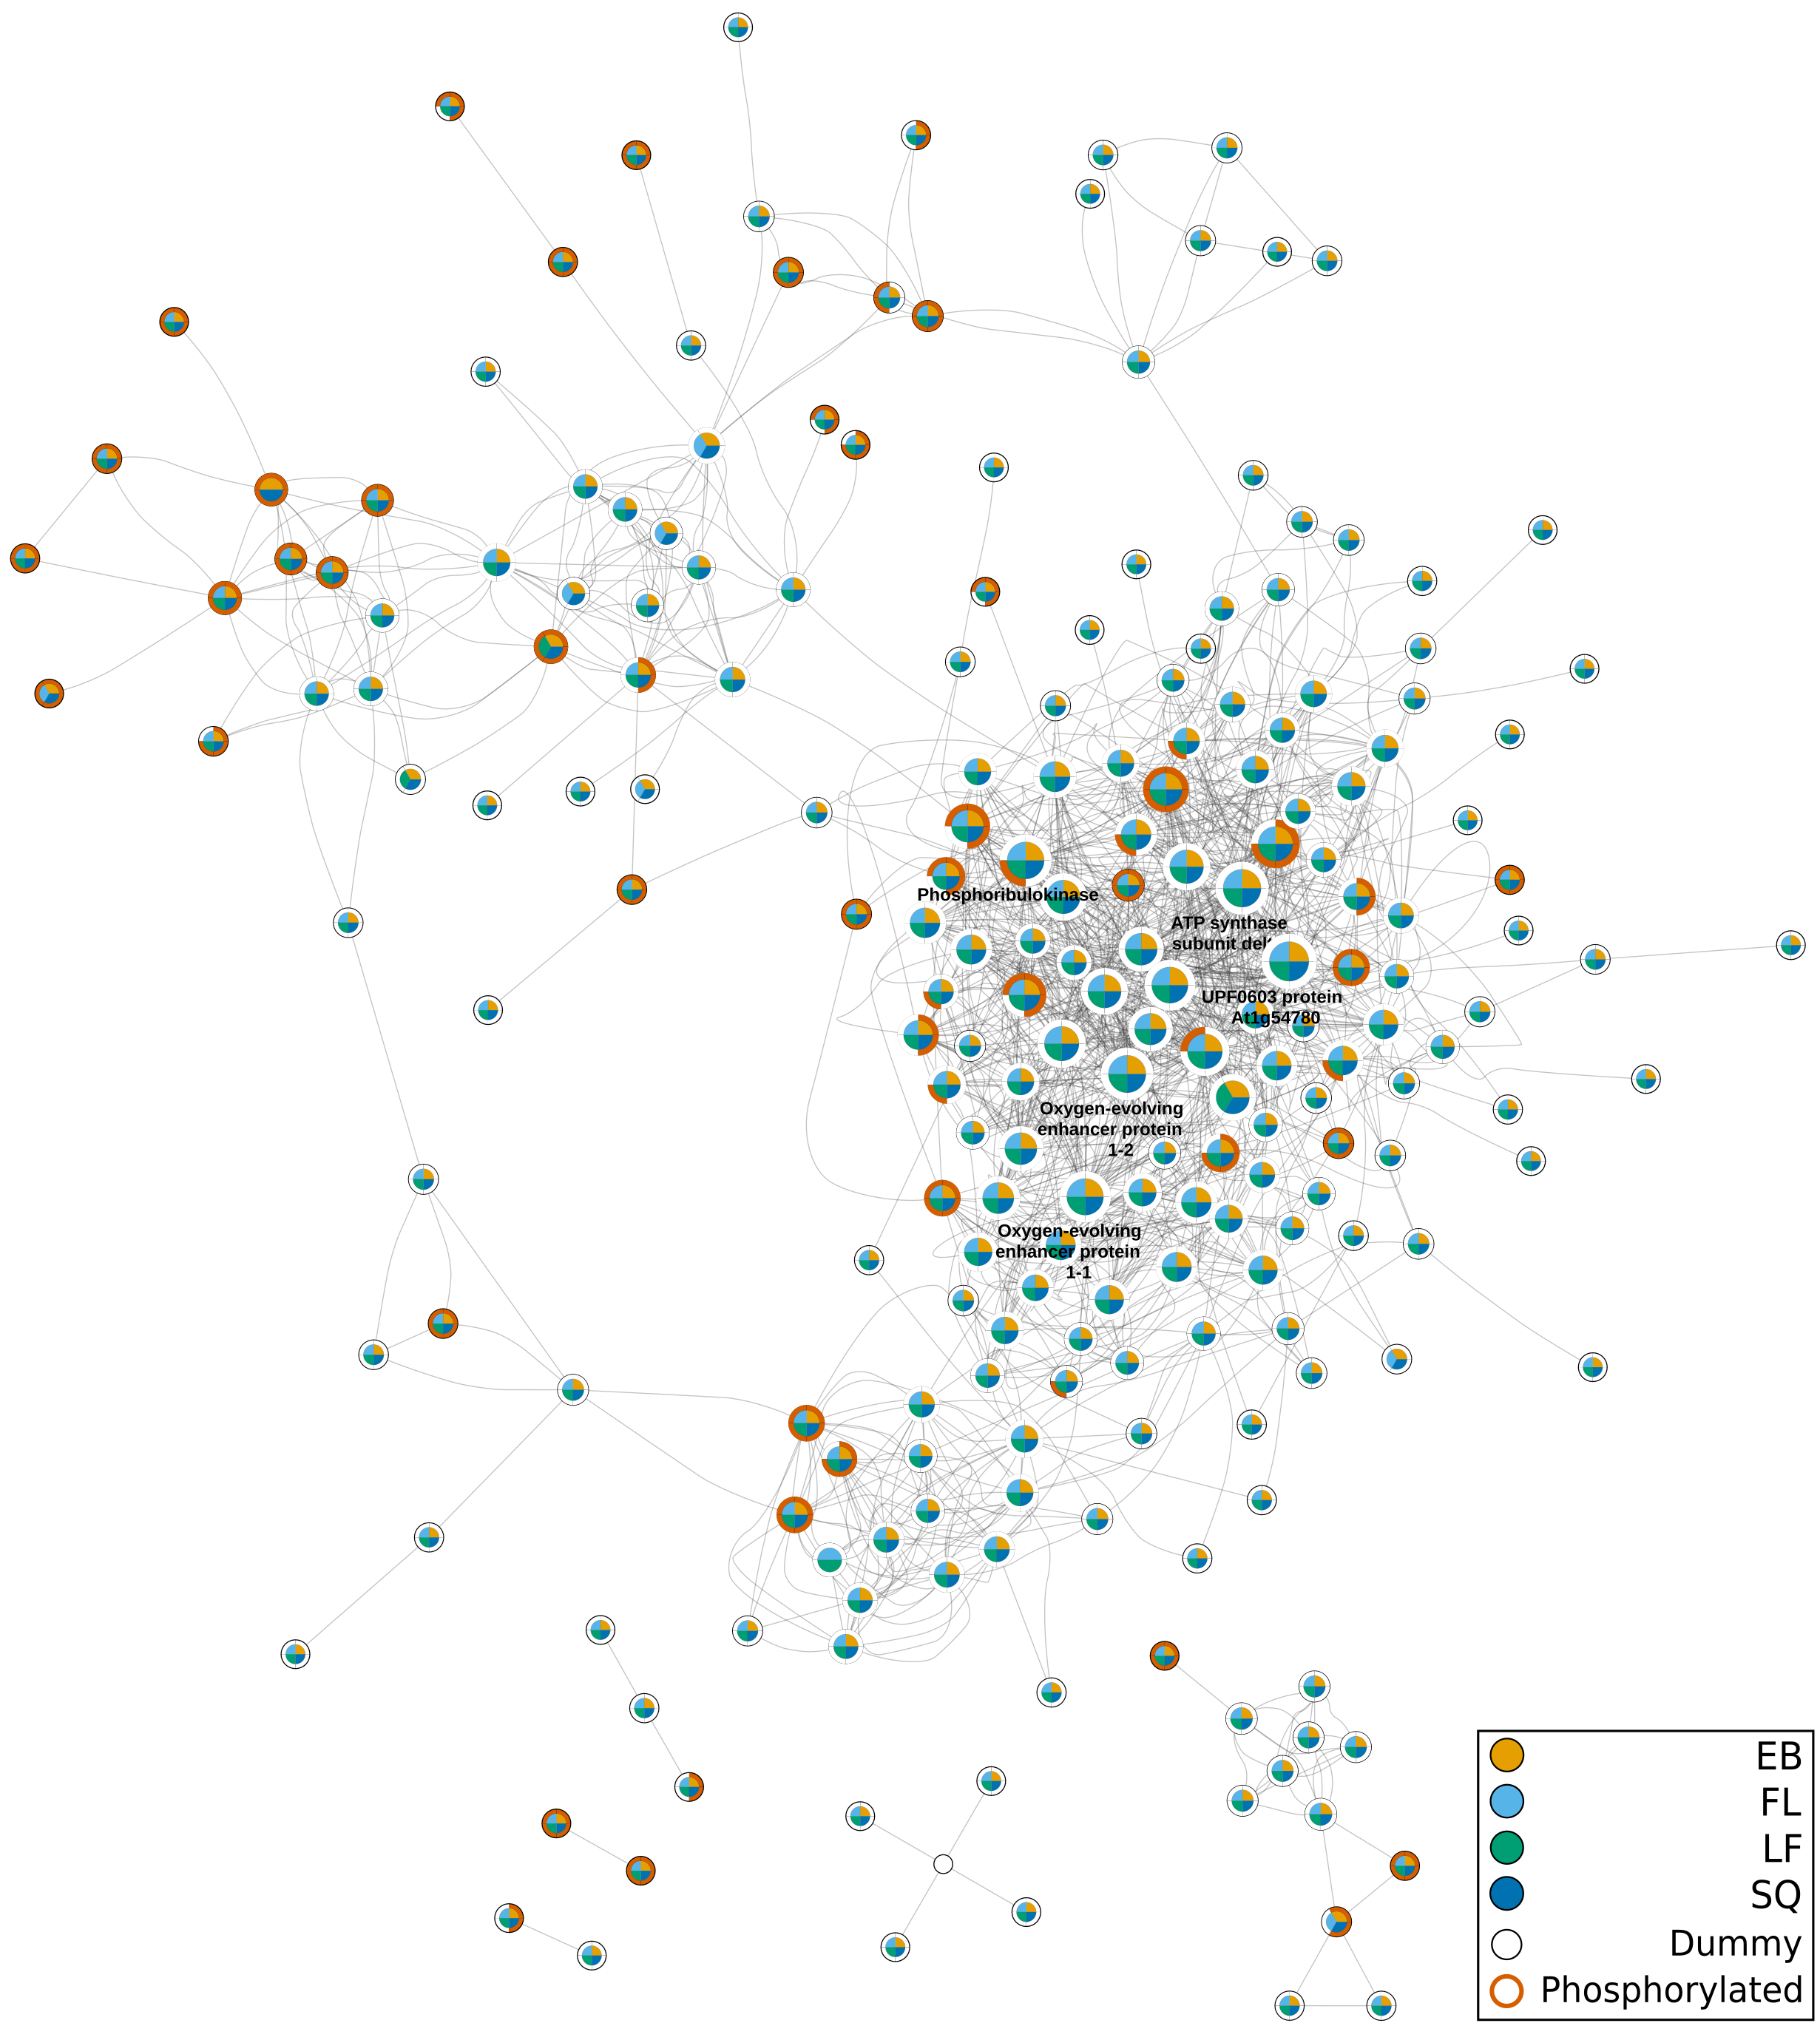 Phosphoribulokinase
ATP synthase
subunit del
UPF0603 protein
At1g54780
Oxygen-evolving
enhancer protein
1-2
Oxygen-evolving
enhancer protein
1-1
EB
FL
LF
SQ
Dummy
Phosphorylated